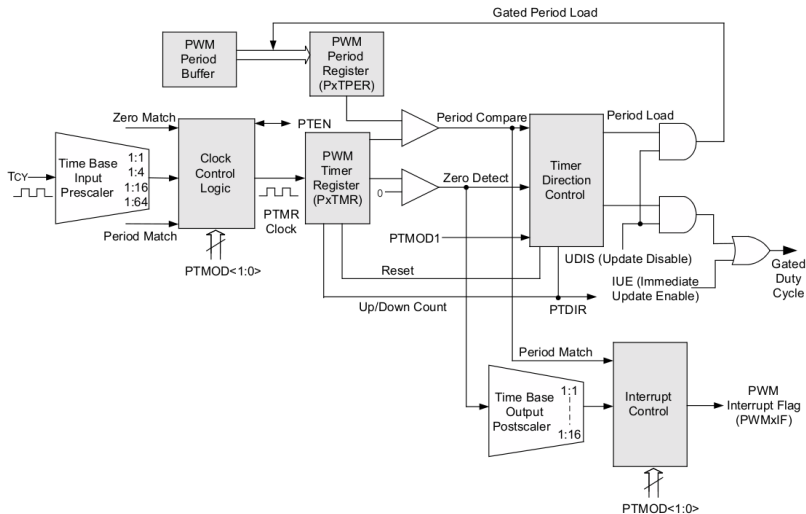 Gated Period Load
PWM
Period
Buffer
PWM
Period
Register
(PxTPER)
Zero Match
PTEN
Period Compare
Period Load
TCY
Time Base
Input
Prescaler
1:1
1:4
1:16
1:64
Clock
Control
Logic
PTMR
Clock
PWM
Timer
Register
(PxTMR)
0
Zero Detect
Timer
Direction
Control
Period Match
PTMOD<1:0>
PTMOD1
Reset
Up/Down Count
PTDIR
UDIS (Update Disable)
IUE (Immediate
Update Enable)
Gated
Duty
Cycle
Period Match
Time Base
Output
Postscaler
1:1
1:16
Interrupt
Control
PWM
Interrupt Flag
(PWMxIF)
PTMOD<1:0>